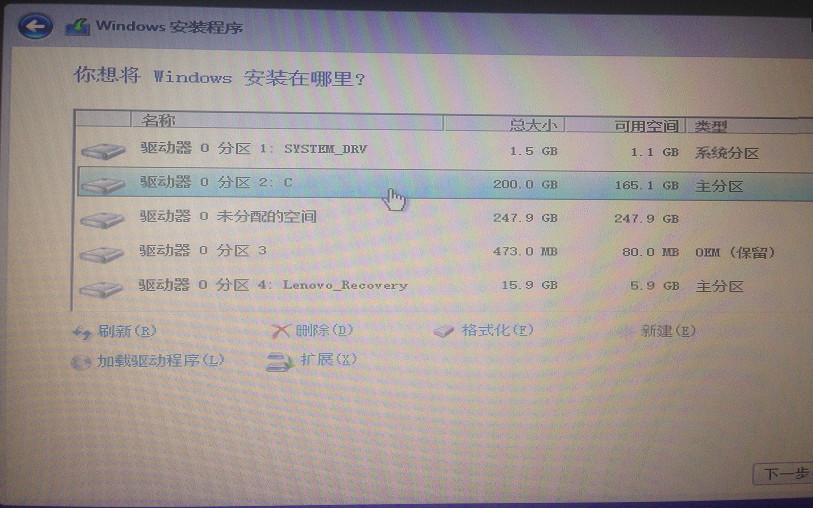 Windows 安装程序
你想将 Windows 安装在哪里?
名称 总大小 可用空间 类型
驱动器 0 分区 1: SYSTEM_DRV 1.5 GB 1.1 GB 系统分区
驱动器 0 分区 2: C 200.0 GB 165.1 GB 主分区
驱动器 0 未分配的空间 247.9 GB 247.9 GB
驱动器 0 分区 3 473.0 MB 80.0 MB OEM (保留)
驱动器 0 分区 4: Lenovo_Recovery 15.9 GB 5.9 GB 主分区
刷新(R) 删除(D) 格式化(F) 新建(E)
加载驱动程序(L) 扩展(X)
下一步